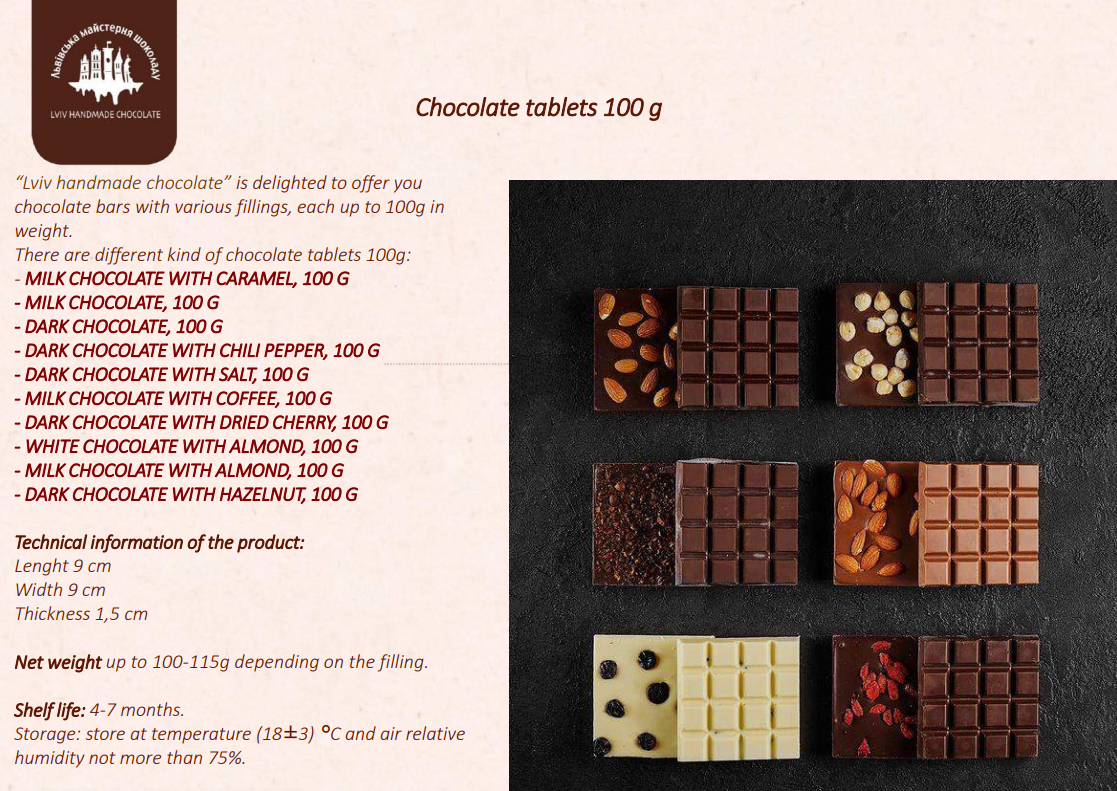 Львівська майстерня шоколаду
LVIV HANDMADE CHOCOLATE
Chocolate tablets 100 g
“Lviv handmade chocolate” is delighted to offer you
chocolate bars with various fillings, each up to 100g in
weight.
There are different kind of chocolate tablets 100g:
- MILK CHOCOLATE WITH CARAMEL, 100 G
- MILK CHOCOLATE, 100 G
- DARK CHOCOLATE, 100 G
- DARK CHOCOLATE WITH CHILI PEPPER, 100 G
- DARK CHOCOLATE WITH SALT, 100 G
- MILK CHOCOLATE WITH COFFEE, 100 G
- DARK CHOCOLATE WITH DRIED CHERRY, 100 G
- WHITE CHOCOLATE WITH ALMOND, 100 G
- MILK CHOCOLATE WITH ALMOND, 100 G
- DARK CHOCOLATE WITH HAZELNUT, 100 G
Technical information of the product:
Lenght 9 cm
Width 9 cm
Thickness 1,5 cm
Net weight up to 100-115g depending on the filling.
Shelf life: 4-7 months.
Storage: store at temperature (18±3) °C and air relative
humidity not more than 75%.